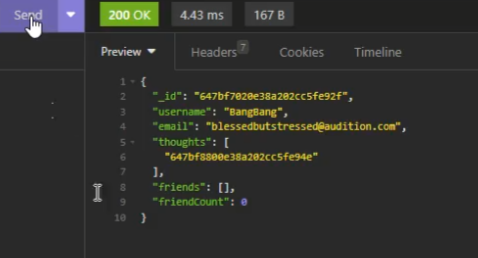 Send
200 OK
4.43 ms
167 B
Preview
Headers 7
Cookies
Timeline
1 {
2 "_id": "647bf7020e38a202cc5fe92f",
3 "username": "BangBang",
4 "email": "blessedbutstressed@audition.com",
5 "thoughts": [
6 "647bf8800e38a202cc5fe94e"
7 ],
8 "friends": [],
9 "friendCount": 0
10 }